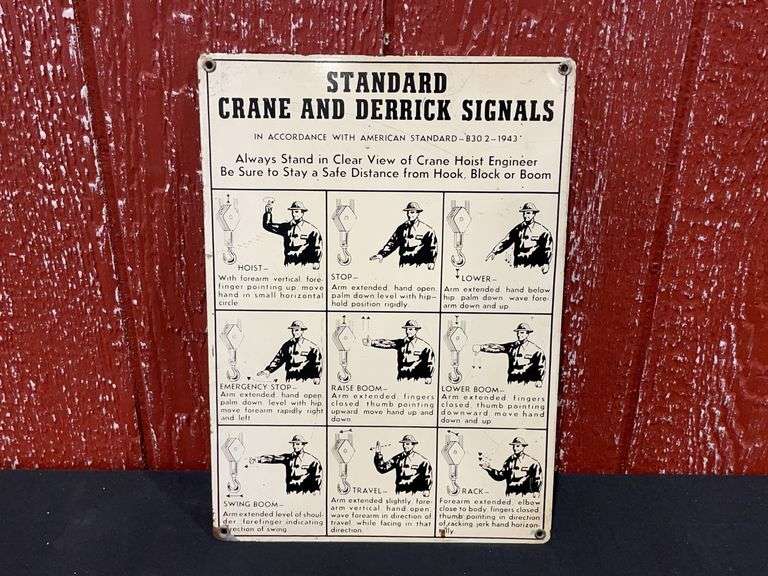 STANDARD
CRANE AND DERRICK SIGNALS
IN ACCORDANCE WITH AMERICAN STANDARD-B30 2-1943
Always Stand in Clear View of Crane Hoist Engineer
Be Sure to Stay a Safe Distance from Hook, Block or Boom
HOIST-
With forearm vertical, fore-
finger pointing up, move
hand in small horizontal
circle
STOP-
Arm extended, hand open,
palm down level with hip-
hold position rigidly.
LOWER-
Arm extended, hand below
hip, palm down, wave fore-
arm down and up.
EMERGENCY STOP-
Arm extended, hand open,
palm down level with hip,
move forearm rapidly right
and left
RAISE BOOM-
Arm extended, fingers
closed, thumb pointing
upward, move hand up and
down.
LOWER BOOM-
Arm extended, fingers
closed, thumb pointing
downward, move hand
down and up
SWING BOOM-
Arm extended level of shoul-
der, forefinger indicating
direction of swing
TRAVEL-
Arm extended slightly, fore-
arm vertical, hand open,
wave forearm in direction of
travel, while facing in that
direction.
RACK-
Forearm extended, elbow
close to body, fingers closed,
thumb pointing in direction
of racking, jerk hand horizon-
tally